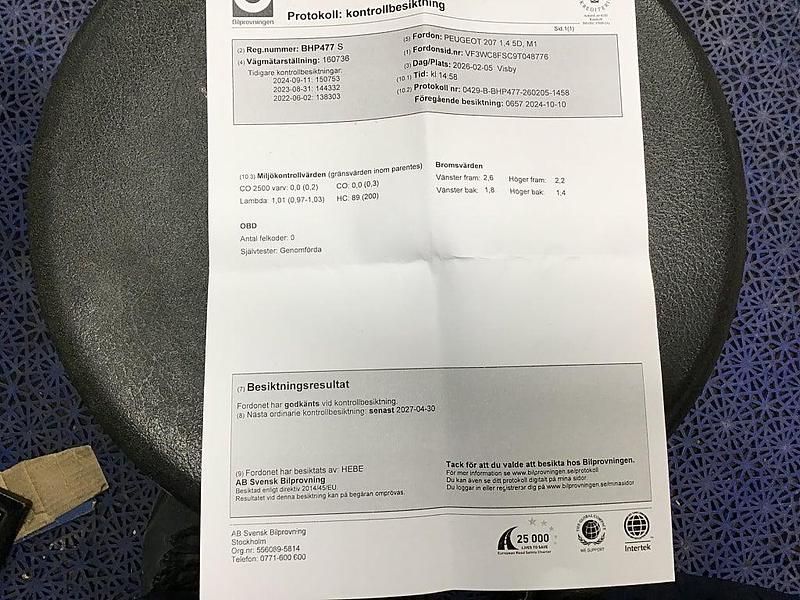 Bilprovningen
Protokoll: kontrollbesiktning
Sid.1(1)
(2) Reg.nummer: BHP477 S
(4) Vägmätarställning: 160736
Tidigare kontrollbesiktningar:
2024-09-11: 150753
2023-08-31: 144332
2022-06-02: 138303
(5) Fordon: PEUGEOT 207 1,4 5D, M1
(1) Fordonsid.nr: VF3WC8FSC9T048776
(3) Dag/Plats: 2026-02-05 Visby
(10.1) Tid: kl 14:58
(10.2) Protokoll nr: 0429-B-BHP477-260205-1458
Föregående besiktning: 0657 2024-10-10
(10.3) Miljökontrollvärden (gränsvärden inom parentes)
CO 2500 varv: 0,0 (0,2) CO: 0,0 (0,3)
Lambda: 1,01 (0,97-1,03) HC: 89 (200)
Bromsvärden
Vänster fram: 2,6 Höger fram: 2,2
Vänster bak: 1,8 Höger bak: 1,4
OBD
Antal felkoder: 0
Självtester: Genomförda
(7) Besiktningsresultat
Fordonet har godkänts vid kontrollbesiktning.
(8) Nästa ordinarie kontrollbesiktning: senast 2027-04-30
(9) Fordonet har besiktats av: HEBE
AB Svensk Bilprovning
Besiktad enligt direktiv 2014/45/EU.
Resultatet vid denna besiktning kan på begäran omprövas.
Tack för att du valde att besikta hos Bilprovningen.
För mer information se www.bilprovningen.se/protokoll
Du kan även se ditt protokoll digitalt på mina sidor.
Du loggar in eller registrerar dig på www.bilprovningen.se/minasidor
AB Svensk Bilprovning
Stockholm
Org nr: 556089-5814
Telefon: 0771-600 600
25 000
LIVES TO SAVE
European Road Safety Charter
WE SUPPORT
Intertek